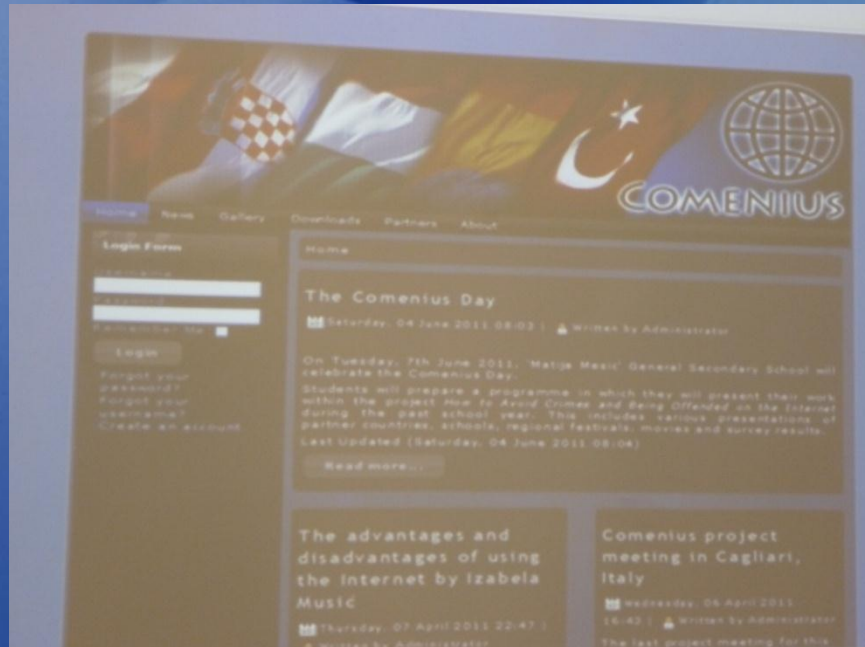 COMENIUS
Home News Gallery Downloads Partners About
Login Form
Username
Password
Remember Me
Login
Forgot your
password?
Forgot your
username?
Create an account
Home
The Comenius Day
Saturday, 04 June 2011 08:03 | Written by Administrator
On Tuesday, 7th June 2011, 'Matija Mesic' General Secondary School will
celebrate the Comenius Day.
Students will prepare a programme in which they will present their work
within the project How to Avoid Crimes and Being Offended on the Internet
during the past school year. This includes various presentations of
partner countries, schools, regional festivals, movies and survey results.
Last Updated (Saturday, 04 June 2011 08:04)
Read more...
The advantages and
disadvantages of using
the Internet by Izabela
Music
Thursday, 07 April 2011 22:47 |
Written by Administrator
Comenius project
meeting in Cagliari,
Italy
Wednesday, 06 April 2011
16:43 | Written by Administrator
The last project meeting for this